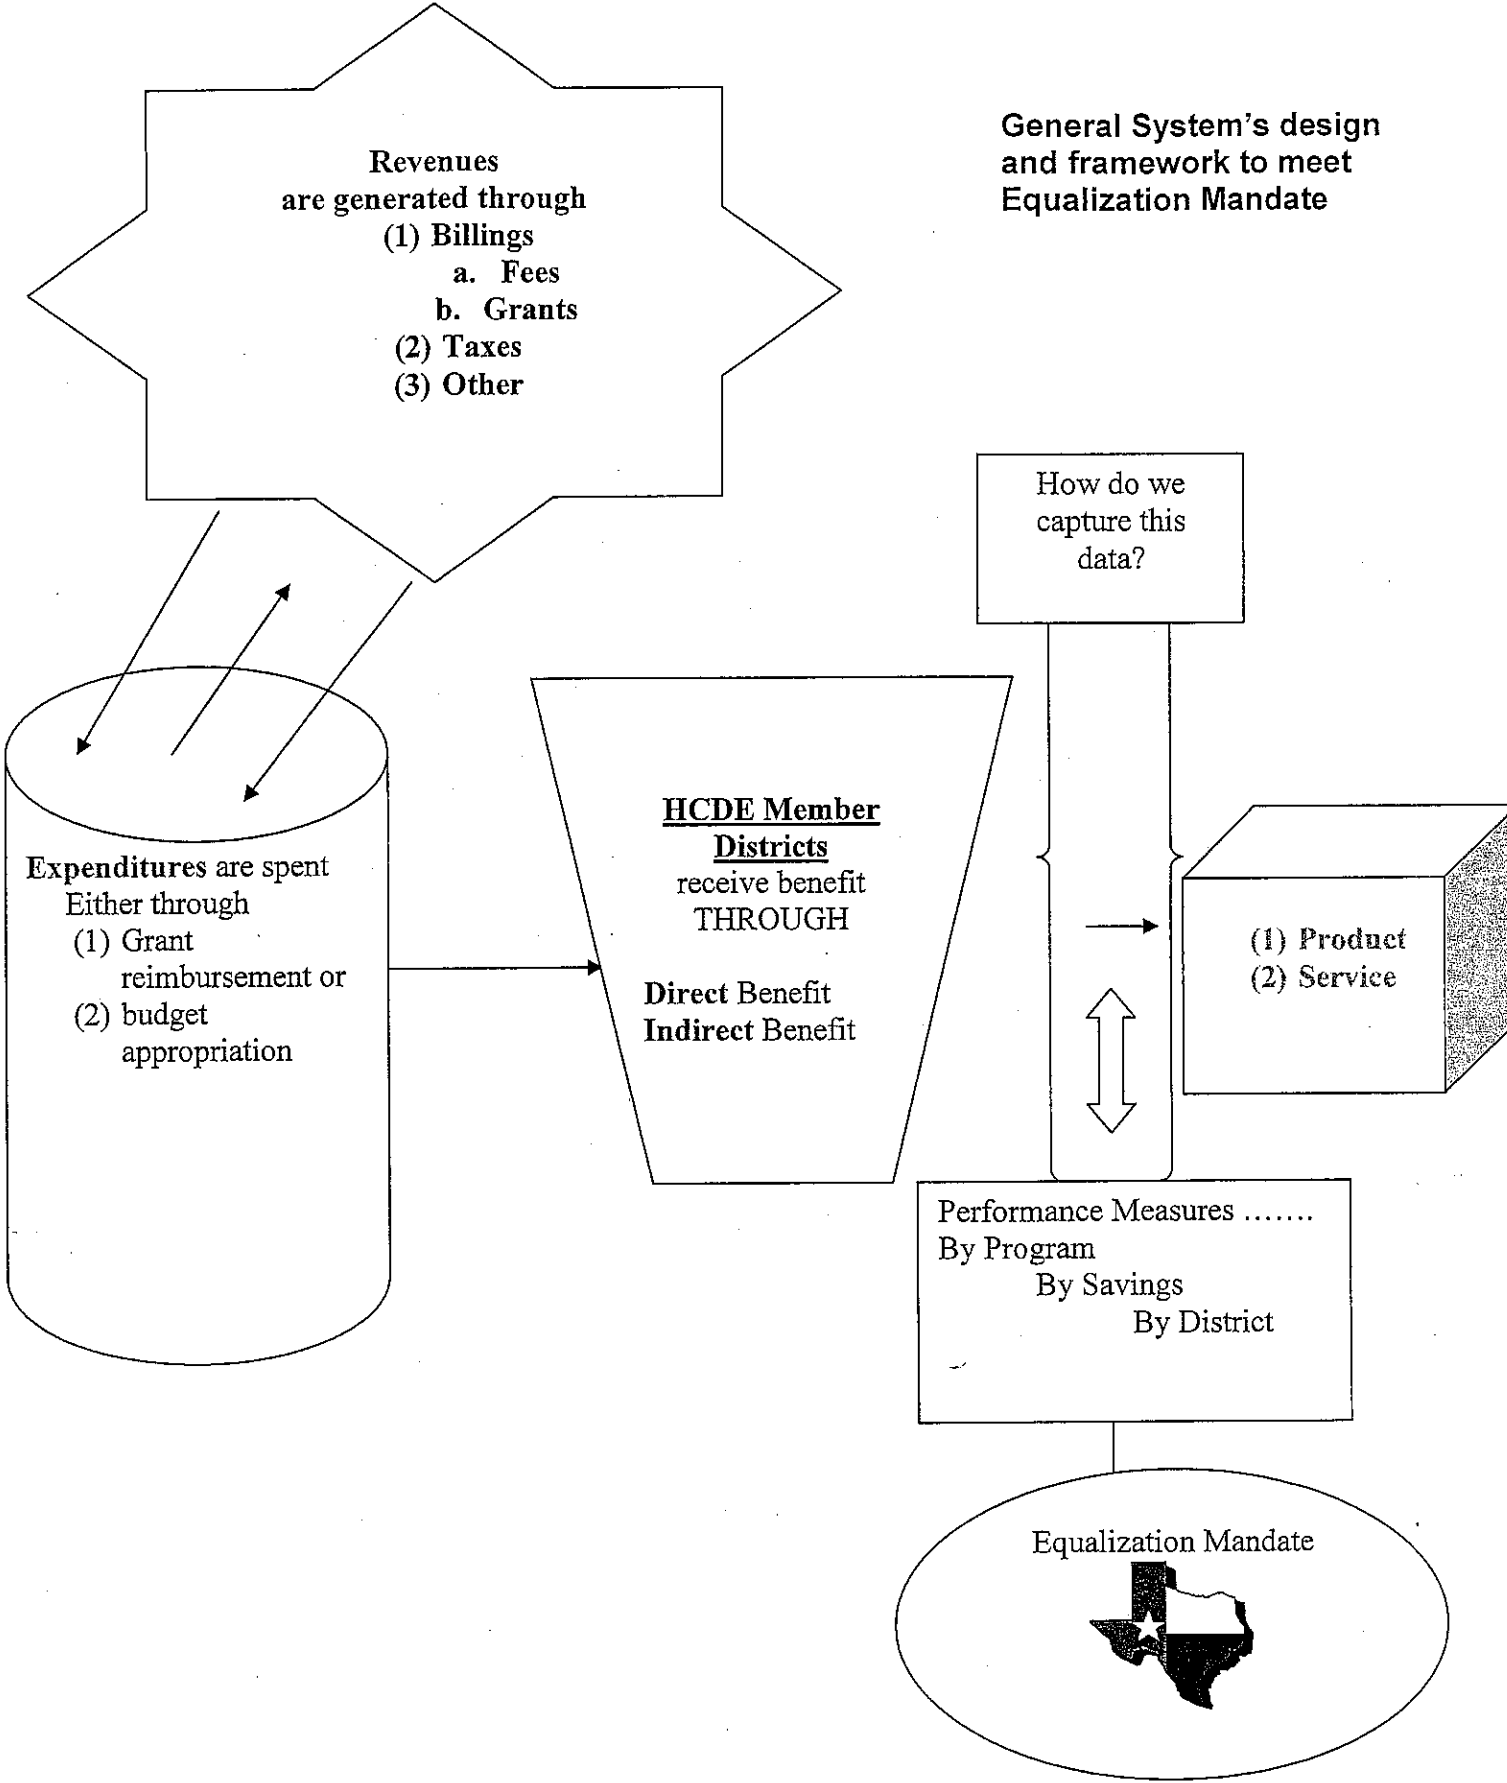 General System's design
and framework to meet
Equalization Mandate
Revenues
are generated through
(1) Billings
a. Fees
b. Grants
(2) Taxes
(3) Other
How do we
capture this
data?
Expenditures are spent
Either through
(1) Grant
reimbursement or
(2) budget
appropriation
HCDE Member
Districts
receive benefit
THROUGH
Direct Benefit
Indirect Benefit
(1) Product
(2) Service
Performance Measures .......
By Program
By Savings
By District
Equalization Mandate